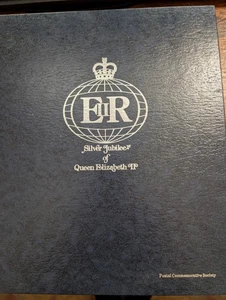 EIIR
Silver Jubilee
of
Queen Elizabeth II
Postal Commemorative Society